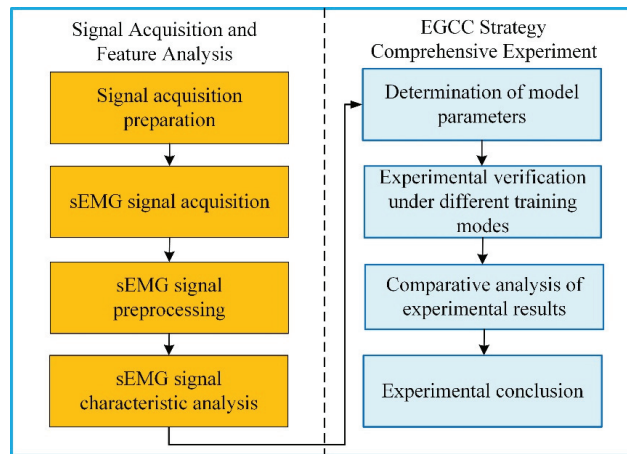 Signal Acquisition and
Feature Analysis
Signal acquisition
preparation
sEMG signal acquisition
sEMG signal
preprocessing
sEMG signal
characteristic analysis
EGCC Strategy
Comprehensive Experiment
Determination of model
parameters
Experimental verification
under different training
modes
Comparative analysis of
experimental results
Experimental conclusion